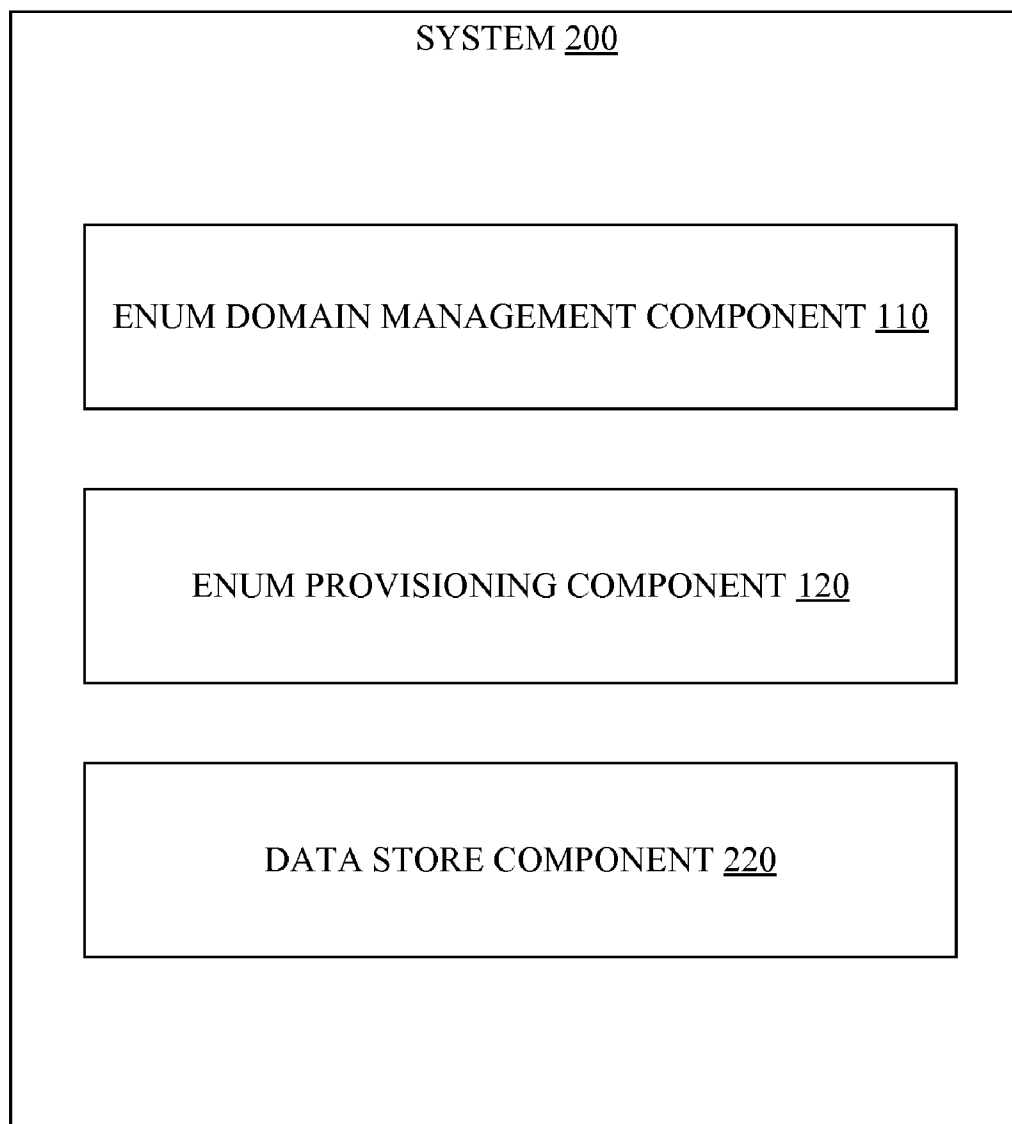 SYSTEM 200
ENUM DOMAIN MANAGEMENT COMPONENT 110
ENUM PROVISIONING COMPONENT 120
DATA STORE COMPONENT 220